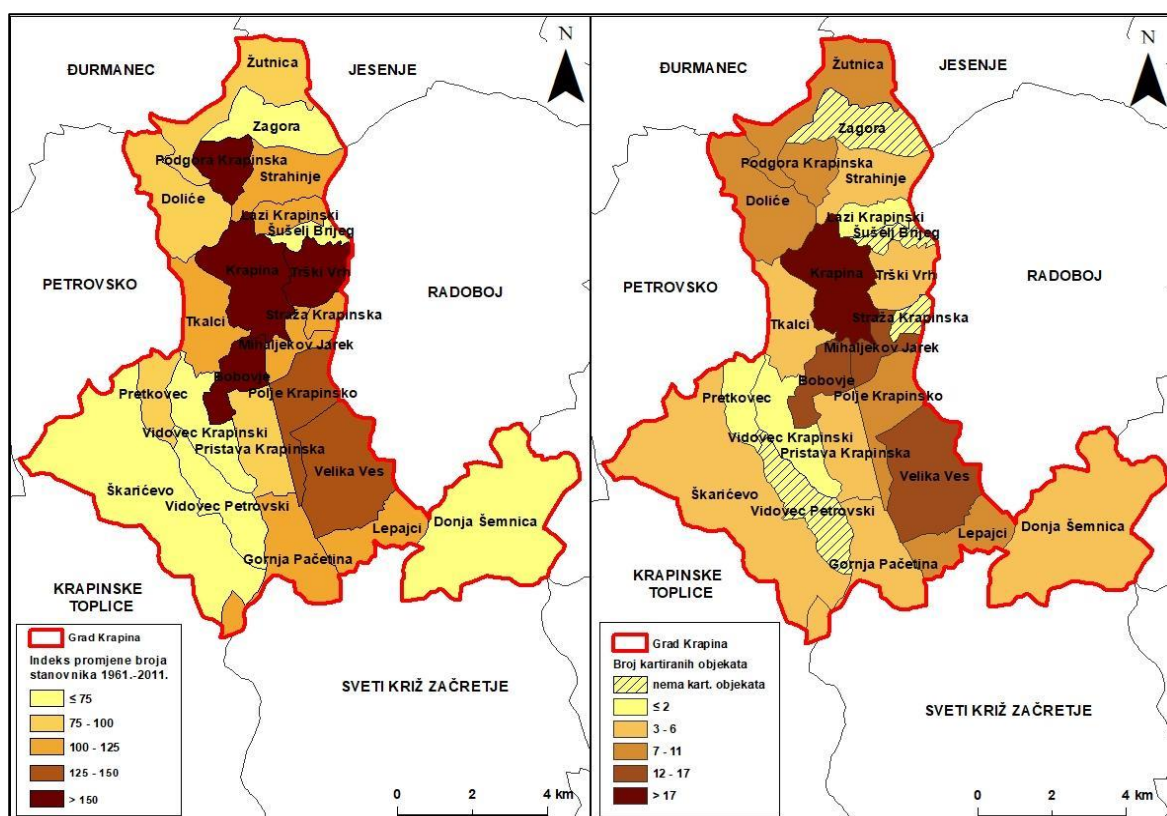 N
ĐURMANEC
JESENJE
Žutnica
Zagora
Podgora Krapinska
Strahinje
Doliće
Lazi Krapinski
Šušelj Brijeg
Krapina
Trški Vrh
PETROVSKO
RADOBOJ
Tkalci
Straža Krapinska
Mihaljekov Jarek
Bobovje
Pretkovec
Polje Krapinsko
Vidovec Krapinski
Pristava Krapinska
Velika Ves
Škarićevo
Vidovec Petrovski
Lepajci
Donja Šemnica
Gornja Pačetina
KRAPINSKE
TOPLICE
SVETI KRIŽ ZAČRETJE
Grad Krapina
Indeks promjene broja
stanovnika 1961.-2011.
≤ 75
75 - 100
100 - 125
125 - 150
> 150
0 2 4 km
N
ĐURMANEC
JESENJE
Žutnica
Zagora
Podgora Krapinska
Strahinje
Doliće
Lazi Krapinski
Šušelj Brijeg
Krapina
Trški Vrh
PETROVSKO
RADOBOJ
Tkalci
Straža Krapinska
Mihaljekov Jarek
Bobovje
Pretkovec
Polje Krapinsko
Vidovec Krapinski
Pristava Krapinska
Velika Ves
Škarićevo
Vidovec Petrovski
Lepajci
Donja Šemnica
Gornja Pačetina
KRAPINSKE
TOPLICE
SVETI KRIŽ ZAČRETJE
Grad Krapina
Broj kartiranih objekata
nema kart. objekata
≤ 2
3 - 6
7 - 11
12 - 17
> 17
0 2 4 km